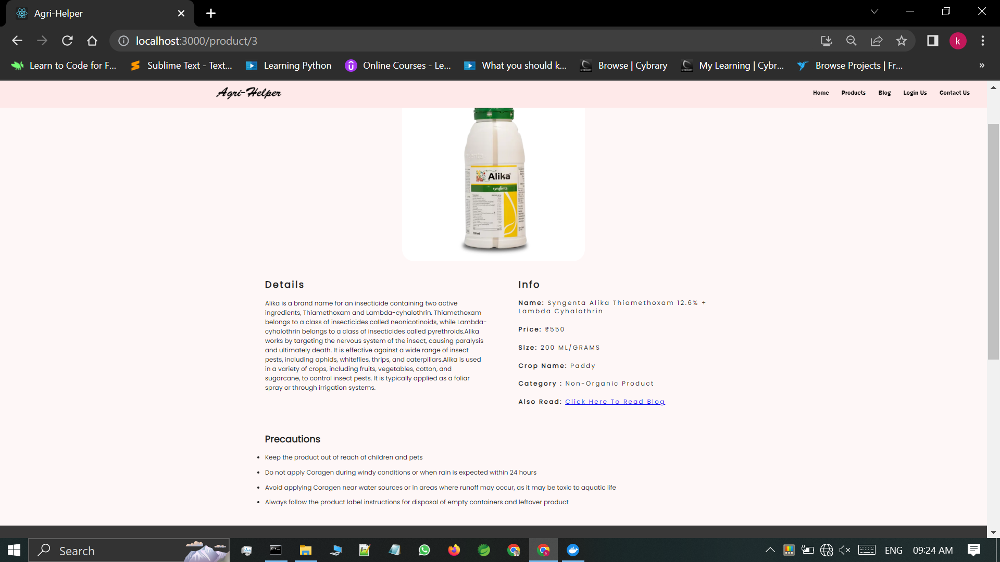 Agri-Helper
localhost:3000/product/3
k
Learn to Code for F... Sublime Text - Text... Learning Python Online Courses - Le... What you should k... Browse | Cybrary My Learning | Cybr... Browse Projects | Fr... »
Agri-Helper Home Products Blog Login Us Contact Us
Alika
syngenta
500 ml
Details
Alika is a brand name for an insecticide containing two active
ingredients, Thiamethoxam and Lambda-cyhalothrin. Thiamethoxam
belongs to a class of insecticides called neonicotinoids, while Lambda-
cyhalothrin belongs to a class of insecticides called pyrethroids.Alika
works by targeting the nervous system of the insect, causing paralysis
and ultimately death. It is effective against a wide range of insect
pests, including aphids, whiteflies, thrips, and caterpillars.Alika is used
in a variety of crops, including fruits, vegetables, cotton, and
sugarcane, to control insect pests. It is typically applied as a foliar
spray or through irrigation systems.
Info
Name: Syngenta Alika Thiamethoxam 12.6% +
Lambda Cyhalothrin
Price: ₹550
Size: 200 ML/GRAMS
Crop Name: Paddy
Category : Non-Organic Product
Also Read: Click Here To Read Blog
Precautions
• Keep the product out of reach of children and pets
• Do not apply Coragen during windy conditions or when rain is expected within 24 hours
• Avoid applying Coragen near water sources or in areas where runoff may occur, as it may be toxic to aquatic life
• Always follow the product label instructions for disposal of empty containers and leftover product
Search ENG 09:24 AM